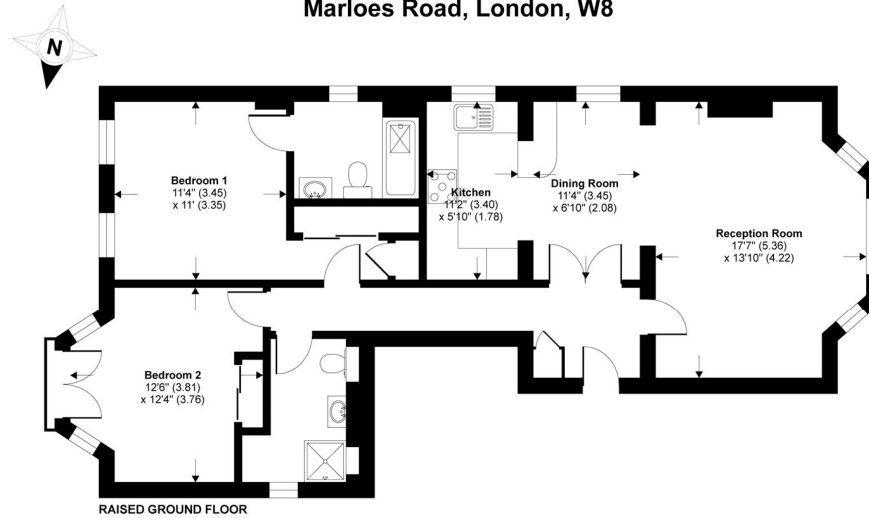 Marloes Road, London, W8
N
Bedroom 1
11'4" (3.45)
x 11' (3.35)
Kitchen
11'2" (3.40)
x 5'10" (1.78)
Dining Room
11'4" (3.45)
x 6'10" (2.08)
Reception Room
17'7" (5.36)
x 13'10" (4.22)
Bedroom 2
12'6" (3.81)
x 12'4" (3.76)
RAISED GROUND FLOOR